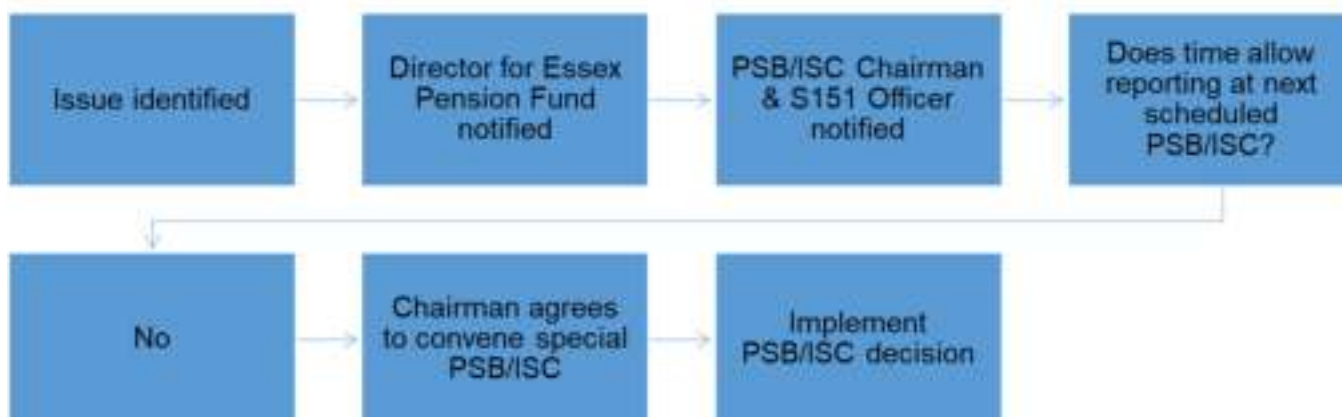 Issue identified
Director for Essex
Pension Fund
notified
PSB/ISC Chairman
& S151 Officer
notified
Does time allow
reporting at next
scheduled
PSB/ISC?
No
Chairman agrees
to convene special
PSB/ISC
Implement
PSB/ISC decision